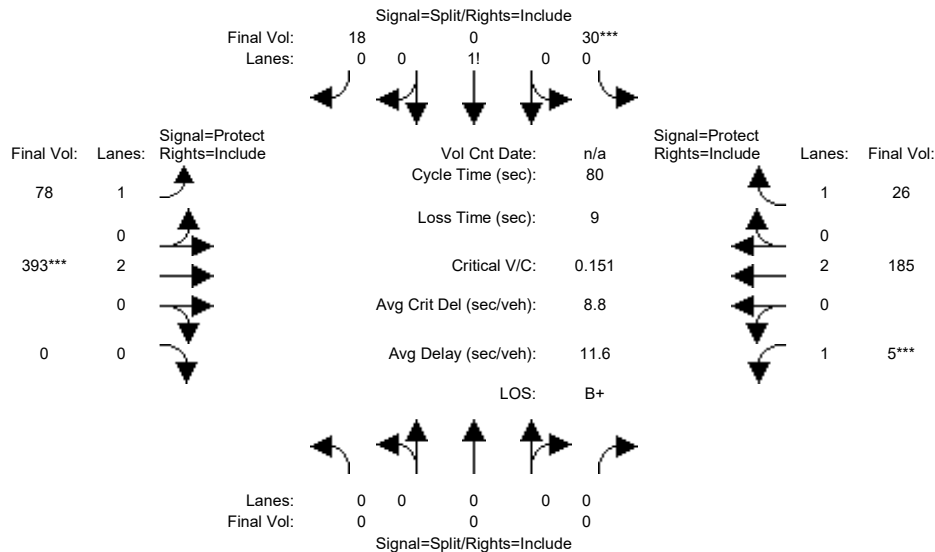 Signal=Split/Rights=Include
Final Vol: 18 0 30***
Lanes: 0 0 1! 0 0
Signal=Protect
Final Vol: Lanes: Rights=Include
Vol Cnt Date: n/a
Signal=Protect
Rights=Include Lanes: Final Vol:
Cycle Time (sec): 80
78 1
1 26
Loss Time (sec): 9
0
0
393*** 2
Critical V/C: 0.151
2 185
0
Avg Crit Del (sec/veh): 8.8
0
0 0
Avg Delay (sec/veh): 11.6
1 5***
LOS: B+
Lanes: 0 0 0 0 0
Final Vol: 0 0 0
Signal=Split/Rights=Include